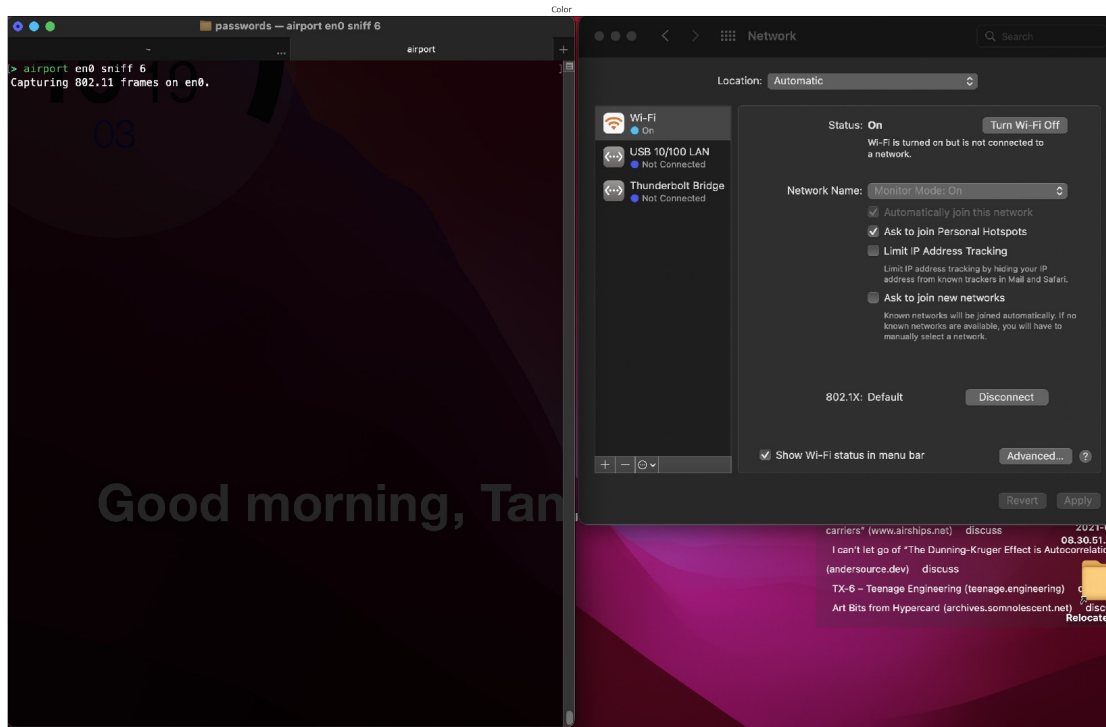 Color
passwords — airport en0 sniff 6
~
...
airport
+
> airport en0 sniff 6
Capturing 802.11 frames on en0.
03
Good morning, Tan
Network
Search
Location: Automatic
Wi-Fi
On
USB 10/100 LAN
Not Connected
Thunderbolt Bridge
Not Connected
Status: On
Turn Wi-Fi Off
Wi-Fi is turned on but is not connected to
a network.
Network Name: Monitor Mode: On
Automatically join this network
Ask to join Personal Hotspots
Limit IP Address Tracking
Limit IP address tracking by hiding your IP
address from known trackers in Mail and Safari.
Ask to join new networks
Known networks will be joined automatically. If no
known networks are available, you will have to
manually select a network.
802.1X: Default
Disconnect
Show Wi-Fi status in menu bar
Advanced...
?
Revert
Apply
carriers" (www.airships.net) discuss
I can't let go of "The Dunning-Kruger Effect is Autocorrelatio
(andersource.dev) discuss
TX-6 – Teenage Engineering (teenage.engineering)
Art Bits from Hypercard (archives.somnolescent.net) disc
2021-0
08.30.51.
Relocate